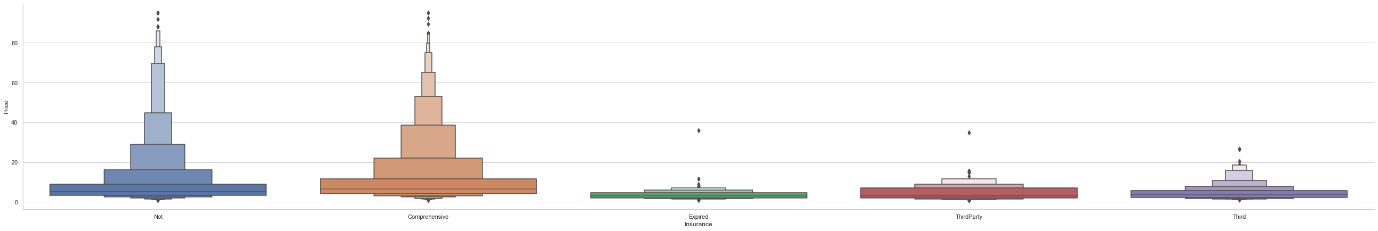 Price
80
60
40
20
0
Not
Comprehensive
Expired
ThirdParty
Third
Insurance